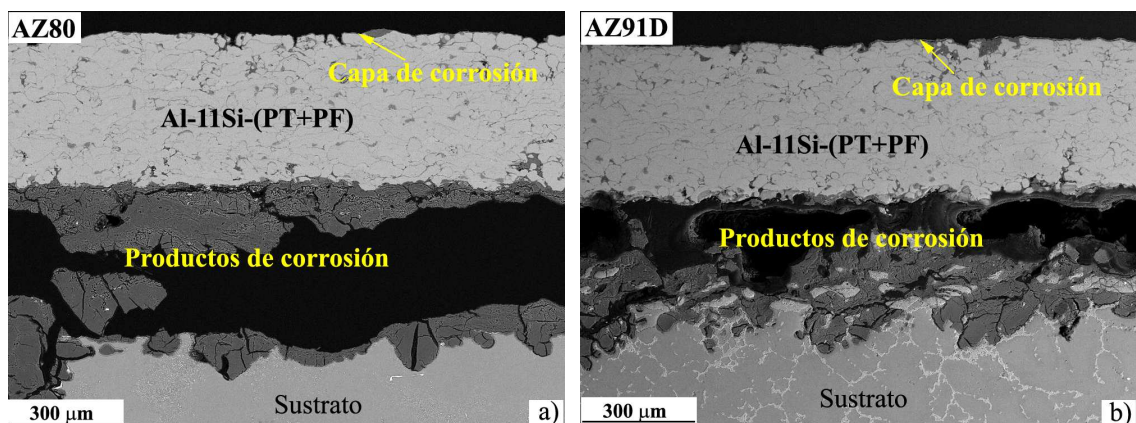 AZ80
Capa de corrosión
Al-11Si-(PT+PF)
Productos de corrosión
Sustrato
300 µm
a)
AZ91D
Capa de corrosión
Al-11Si-(PT+PF)
Productos de corrosión
Sustrato
300 µm
b)